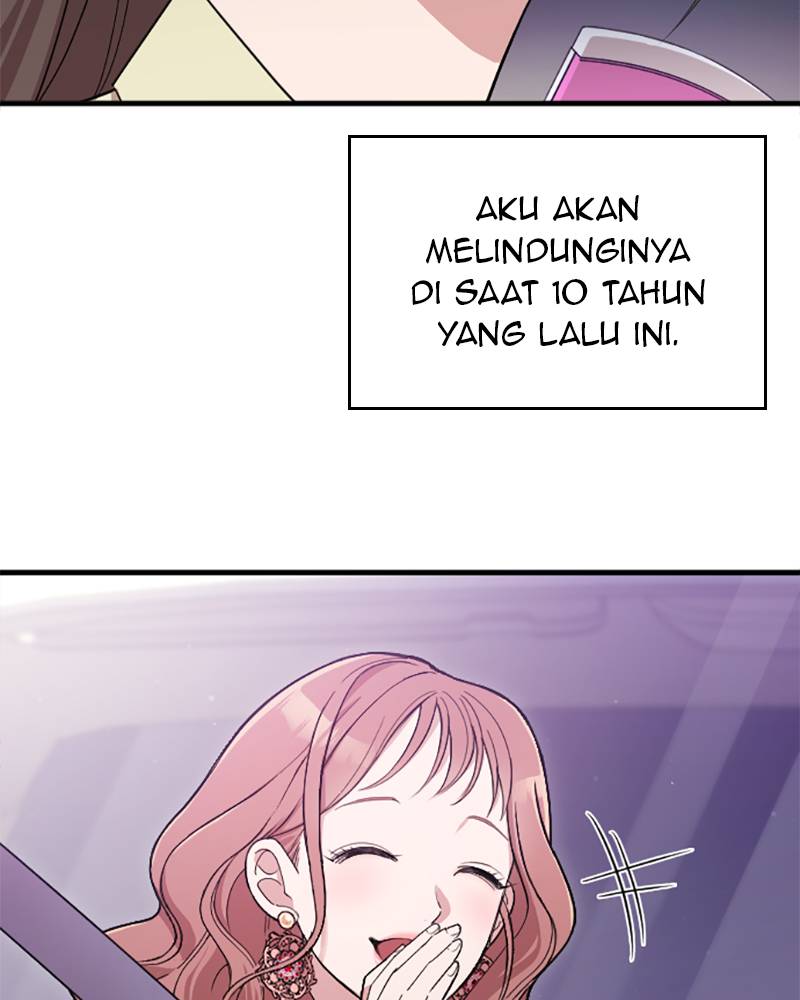 AKU AKAN
MELINDUNGINYA
DI SAAT 10 TAHUN
YANG LALU INI.